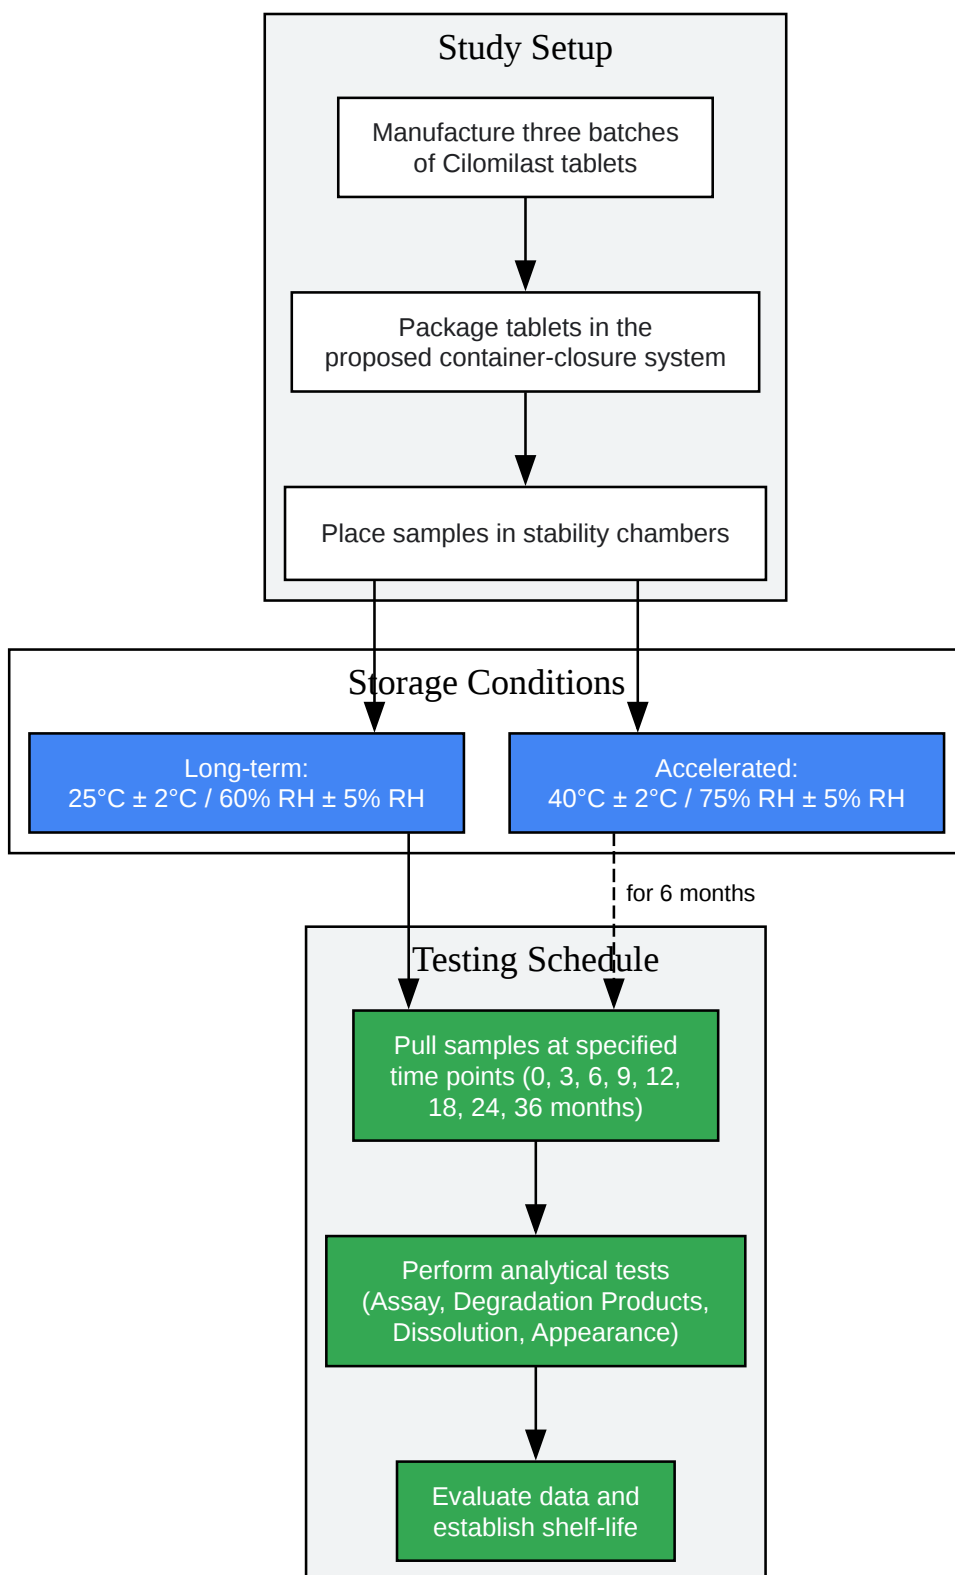 Study Setup
Manufacture three batches
of Cilomilast tablets
Package tablets in the
proposed container-closure system
Place samples in stability chambers
Storage Conditions
Long-term:
25°C ± 2°C / 60% RH ± 5% RH
Accelerated:
40°C ± 2°C / 75% RH ± 5% RH
for 6 months
Testing Schedule
Pull samples at specified
time points (0, 3, 6, 9, 12,
18, 24, 36 months)
Perform analytical tests
(Assay, Degradation Products,
Dissolution, Appearance)
Evaluate data and
establish shelf-life